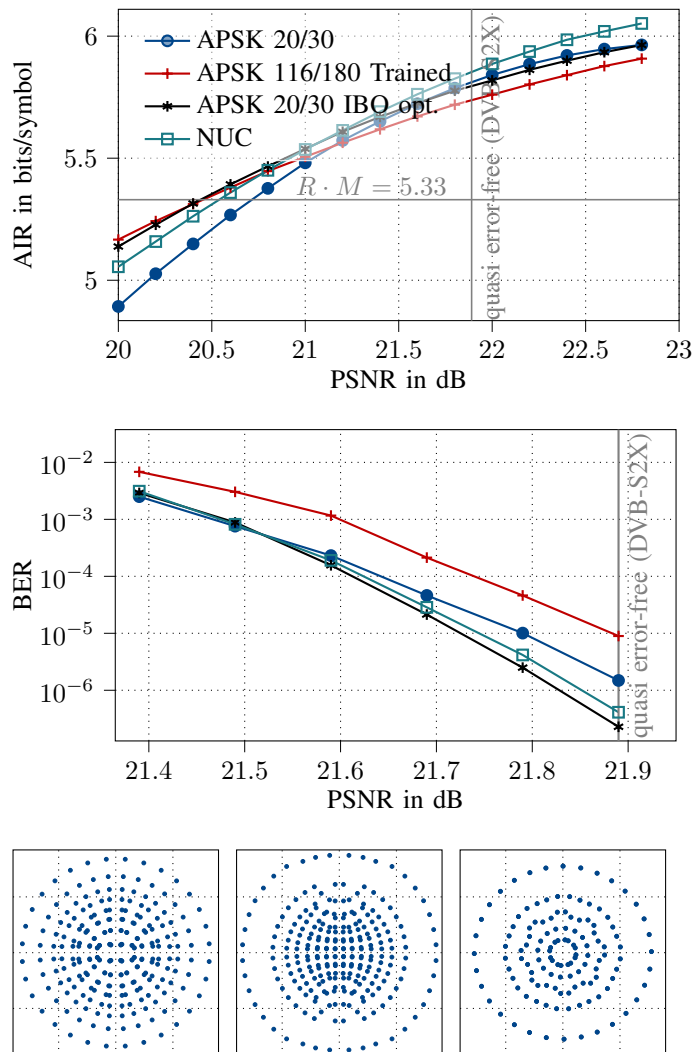 6
5.5
5
AIR in bits/symbol
APSK 20/30
APSK 116/180 Trained
APSK 20/30 IBO opt.
NUC
R · M = 5.33
quasi error-free (DVB-S2X)
20
20.5
21
21.5
22
22.5
23
PSNR in dB
10⁻²
10⁻³
10⁻⁴
10⁻⁵
10⁻⁶
BER
quasi error-free (DVB-S2X)
21.4
21.5
21.6
21.7
21.8
21.9
PSNR in dB